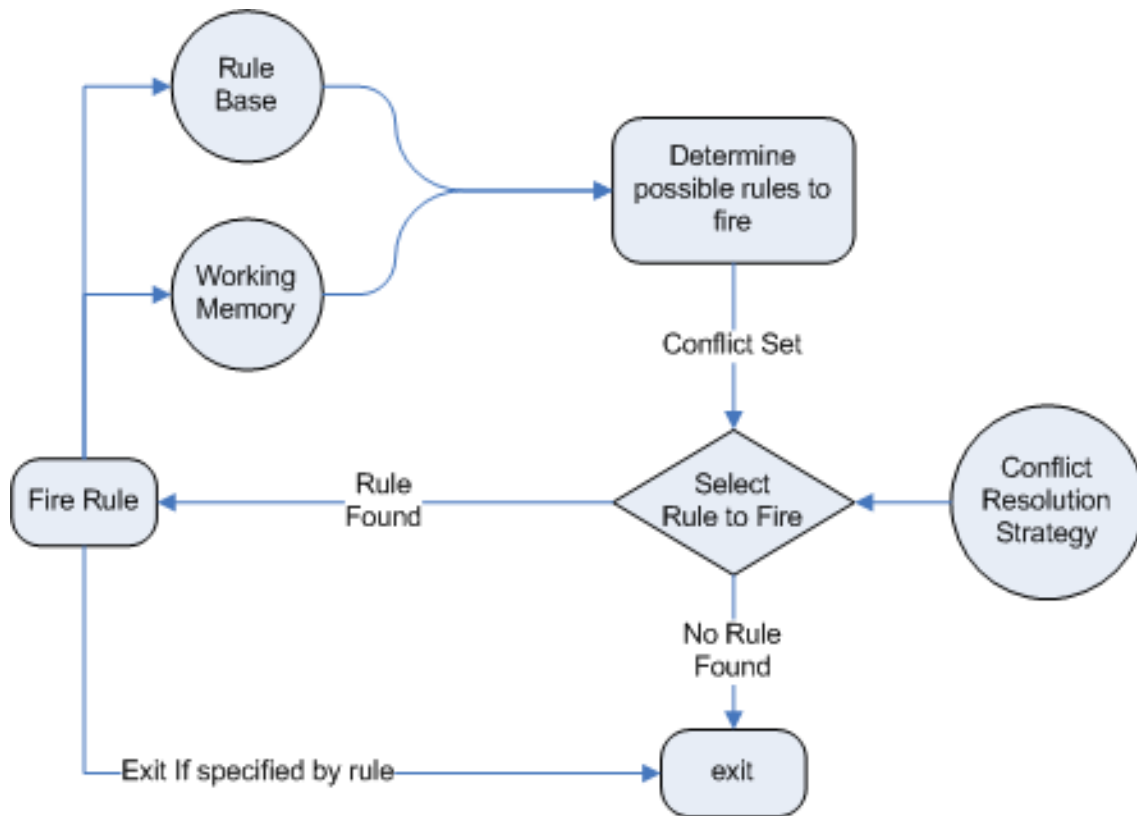 Rule
Base
Working
Memory
Determine
possible rules to
fire
Conflict Set
Conflict
Resolution
Strategy
Select
Rule to Fire
Rule
Found
Fire Rule
No Rule
Found
Exit If specified by rule
exit